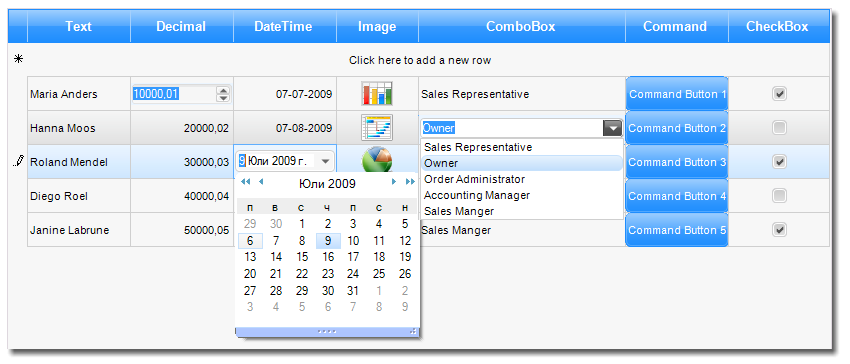 Text Decimal DateTime Image ComboBox Command CheckBox
Click here to add a new row
Maria Anders 10000,01 07-07-2009 Sales Representative Command Button 1
Hanna Moos 20000,02 07-08-2009 Owner Command Button 2
Sales Representative
Owner
Order Administrator
Accounting Manager
Sales Manger
Roland Mendel 30000,03 9 Юли 2009 г. Command Button 3
Юли 2009
П В С Ч П С Н
29 30 1 2 3 4 5
6 7 8 9 10 11 12
13 14 15 16 17 18 19
20 21 22 23 24 25 26
27 28 29 30 31 1 2
3 4 5 6 7 8 9
Diego Roel 40000,04 Command Button 4
Janine Labrune 50000,05 Sales Manger Command Button 5